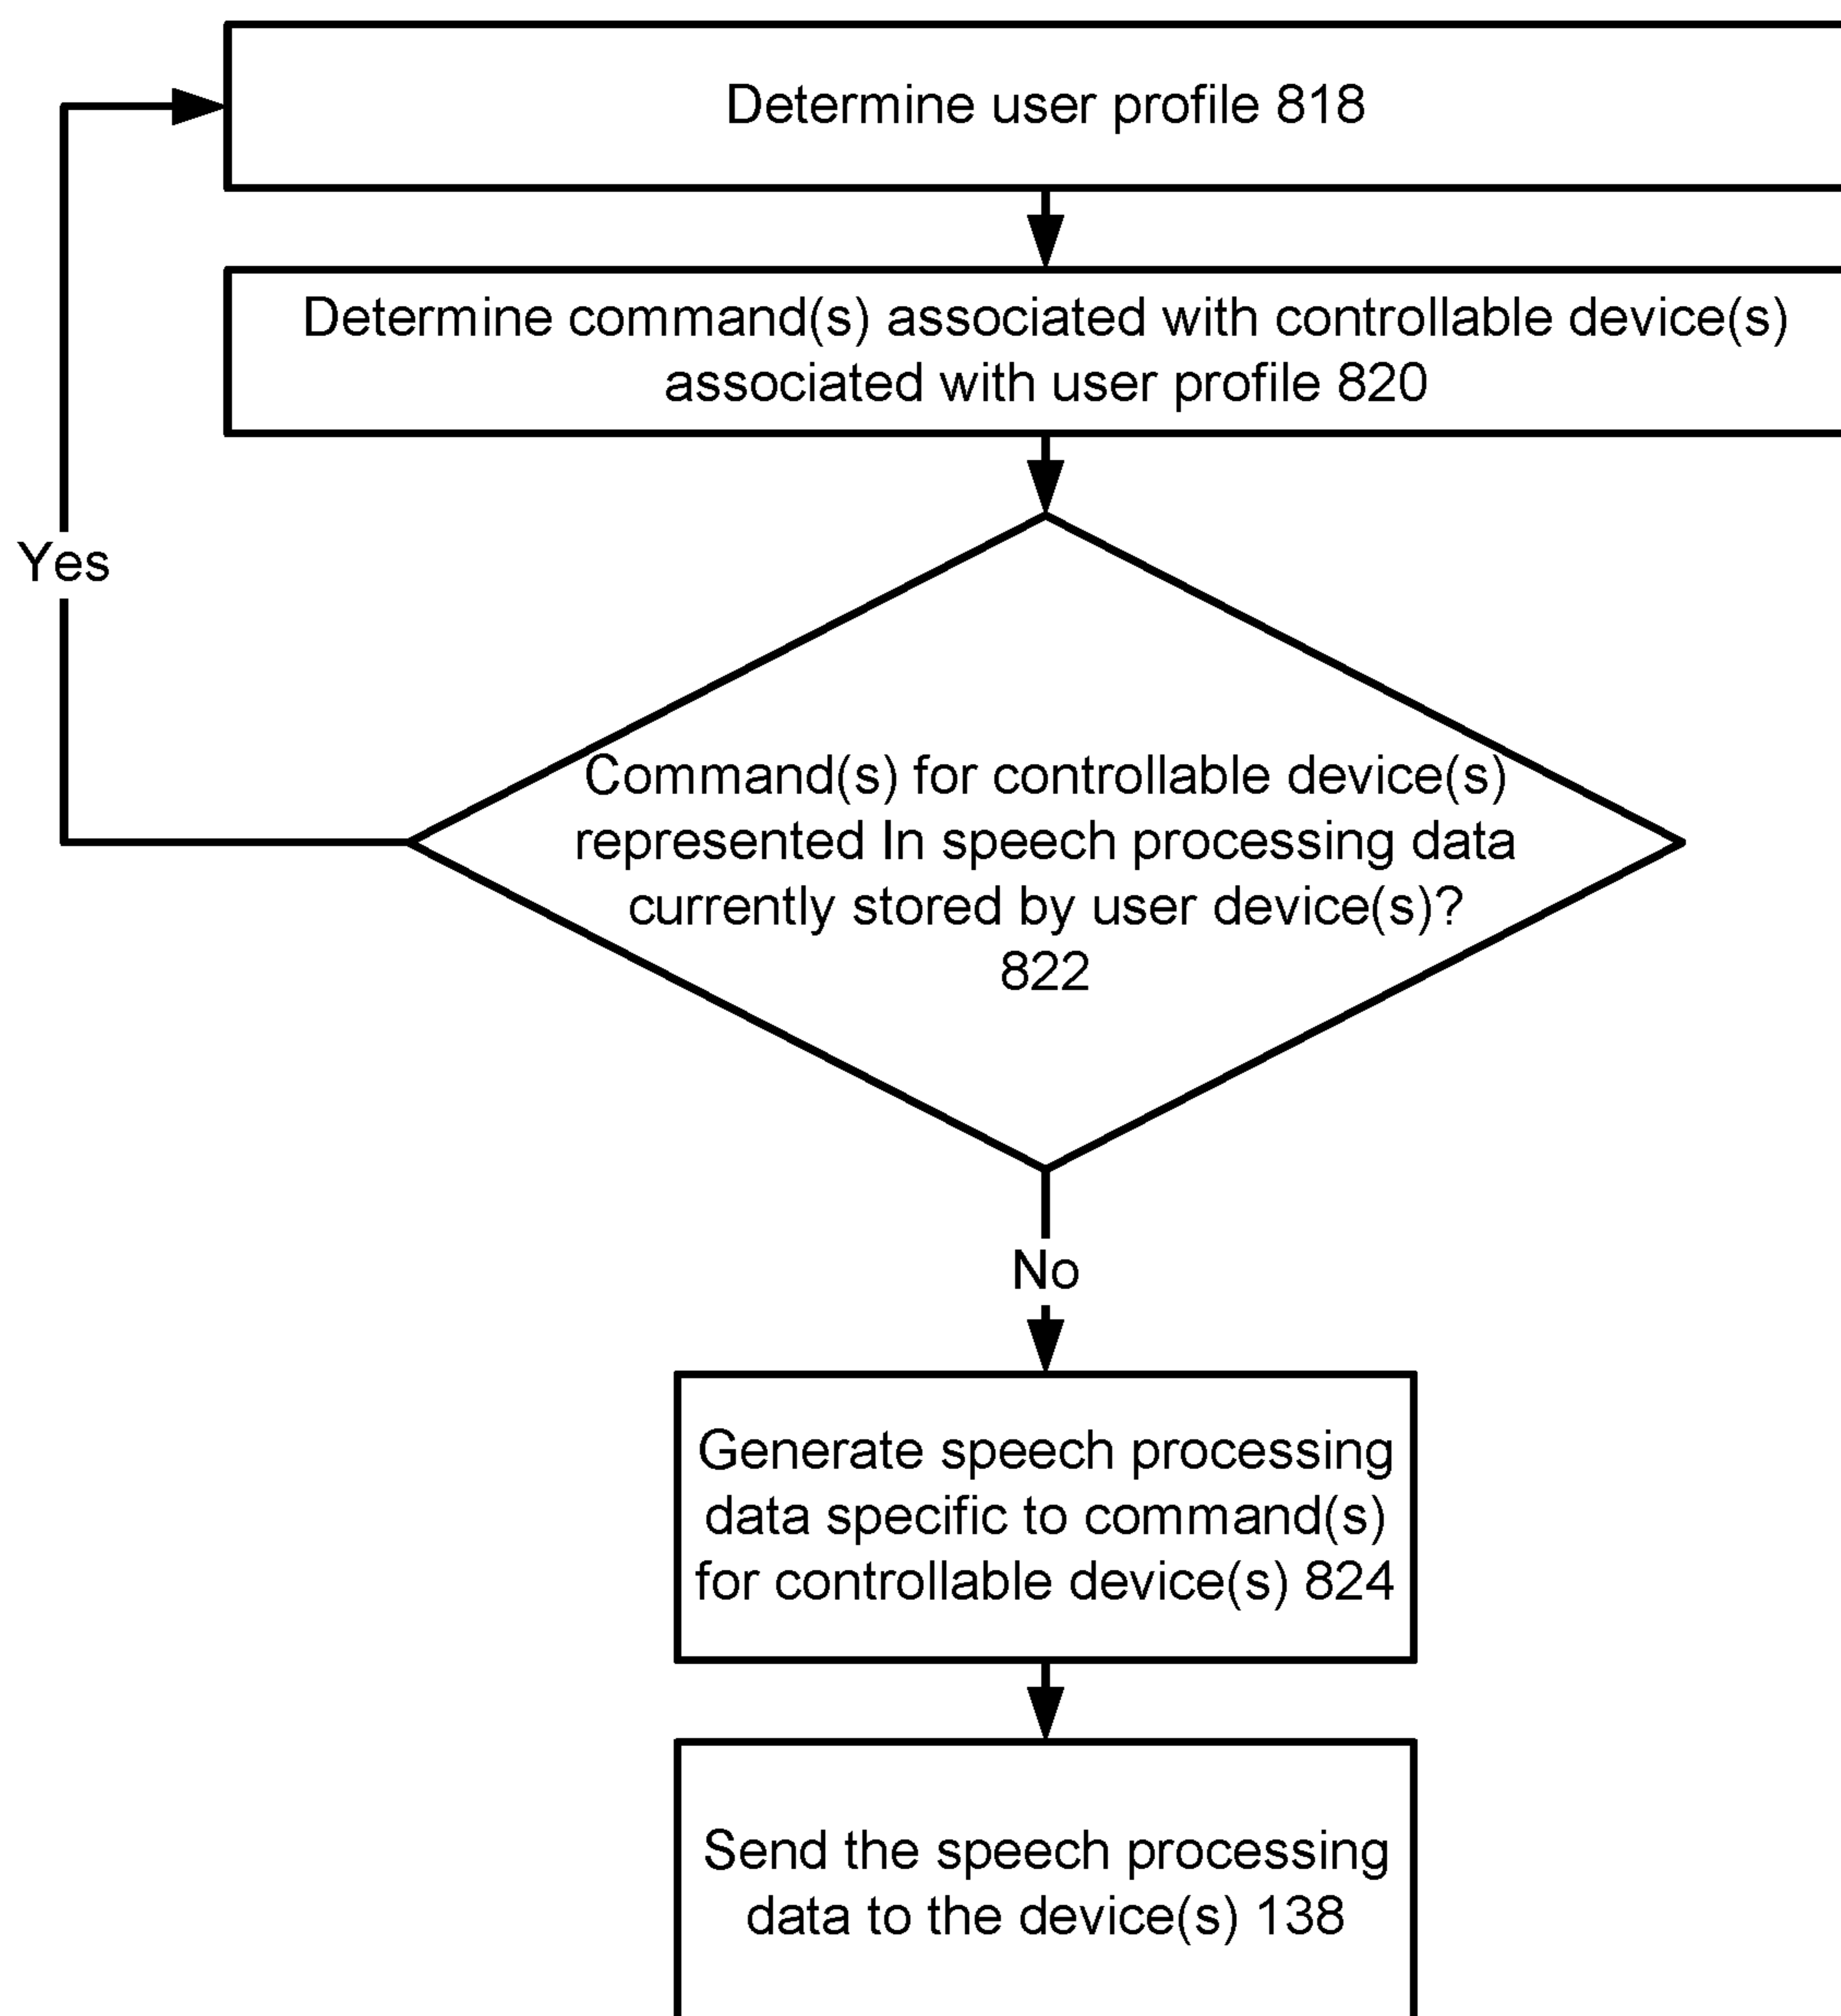 Determine user profile 818
Determine command(s) associated with controllable device(s)
associated with user profile 820
Yes
Command(s) for controllable device(s)
represented In speech processing data
currently stored by user device(s)?
822
No
Generate speech processing
data specific to command(s)
for controllable device(s) 824
Send the speech processing
data to the device(s) 138